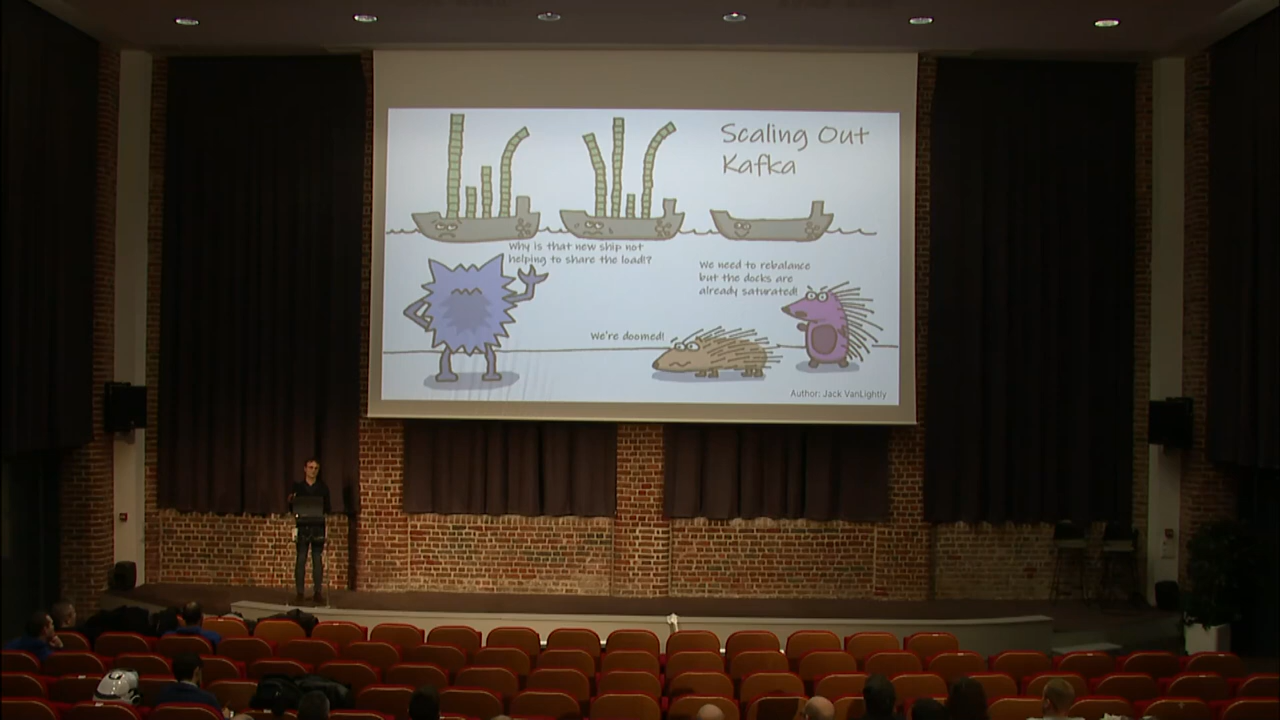 Scaling Out
Kafka
Why is that new ship not
helping to share the load!?
We need to rebalance
but the docks are
already saturated!
We're doomed!
Author: Jack VanLightly